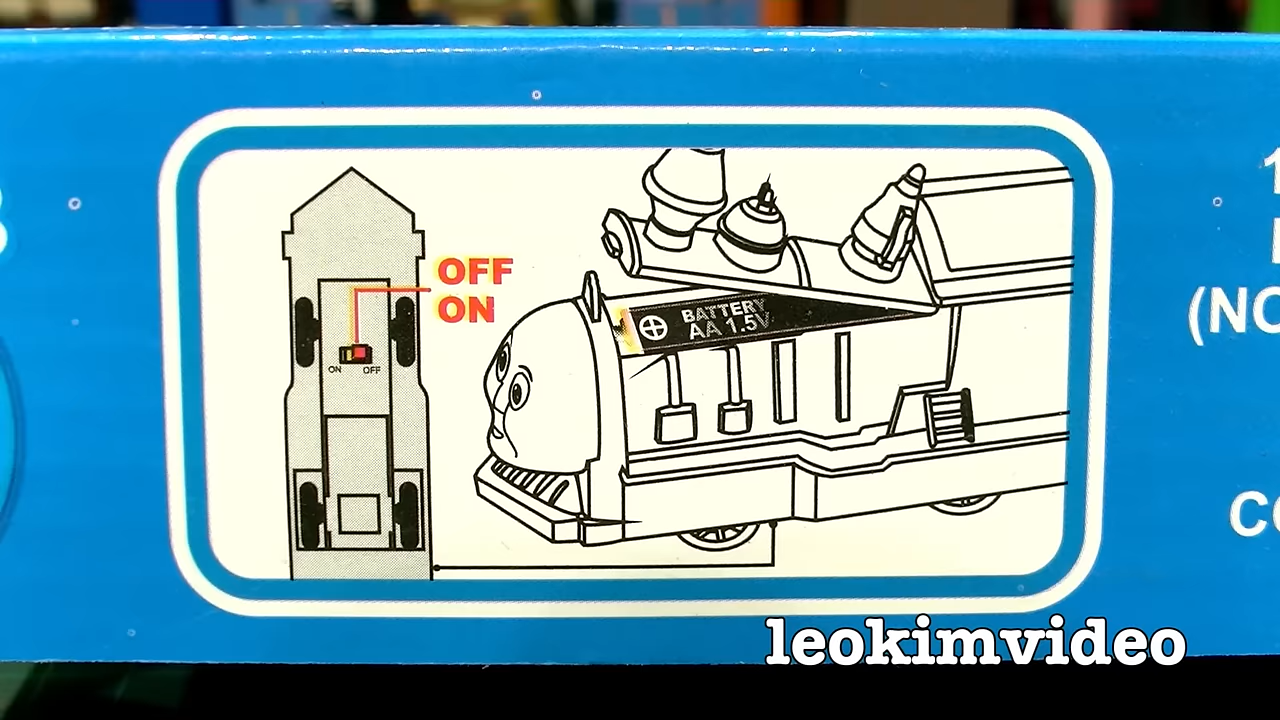 OFF
ON
ON OFF
BATTERY
AA 1.5V
(NO
leokimvideo